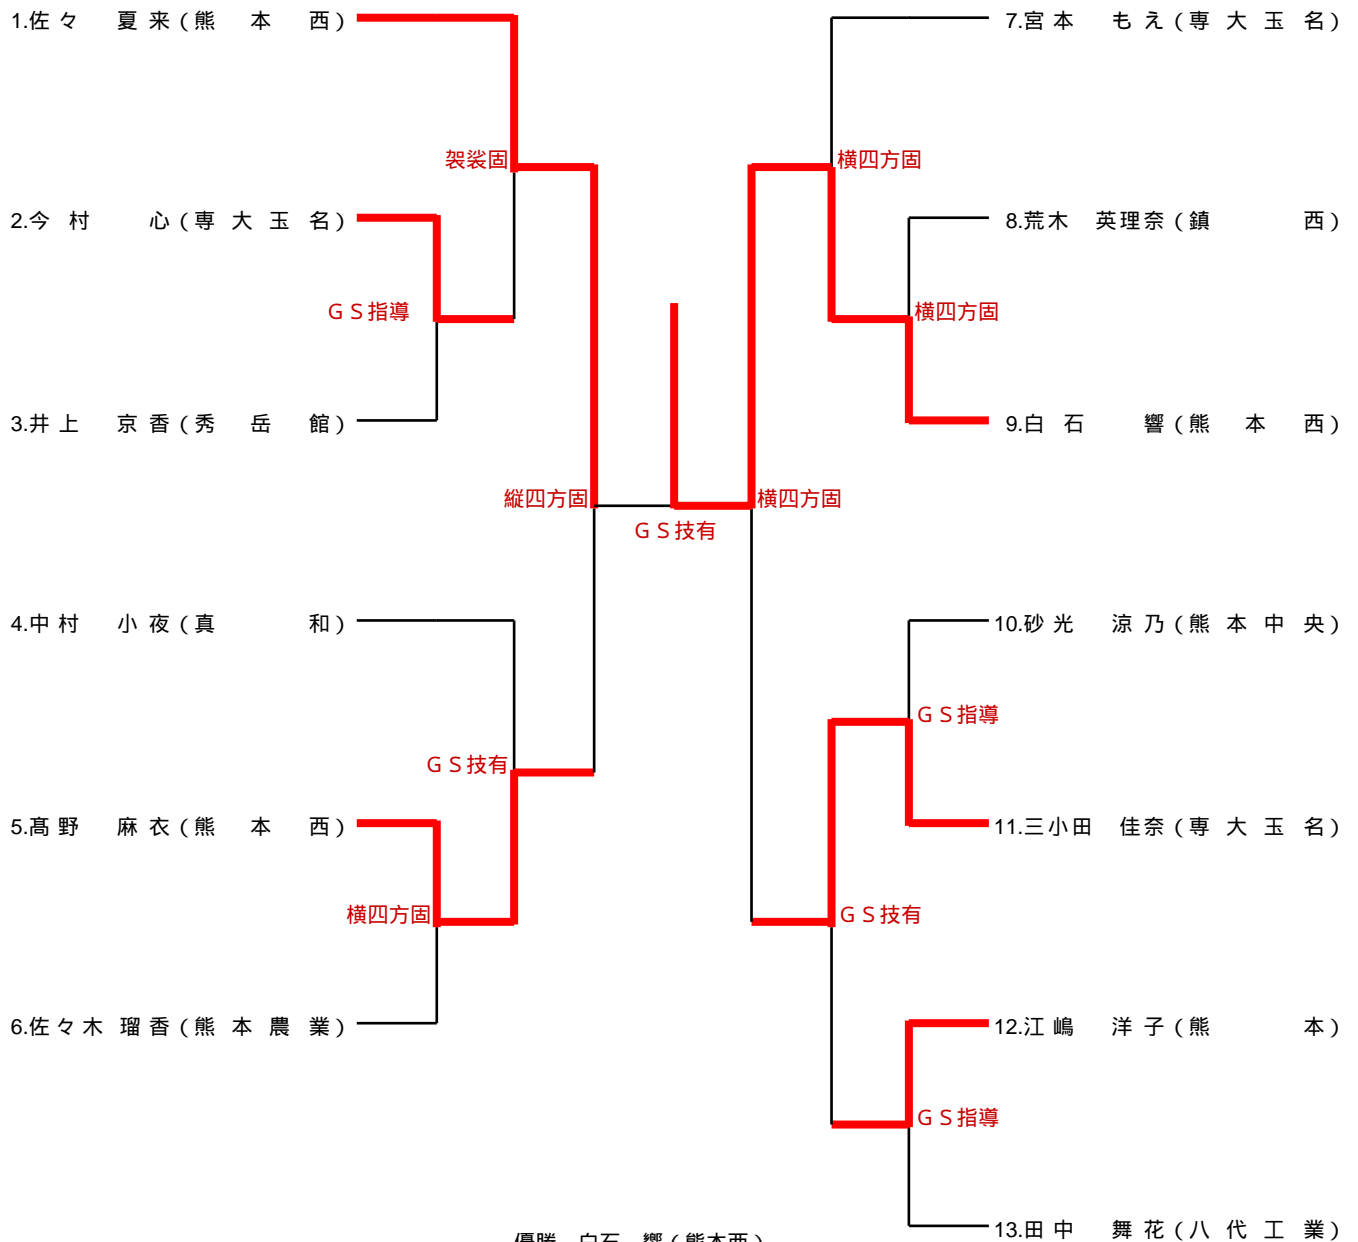 1.佐々 夏来(熊本西)
袈裟固
2.今村 心(専大玉名)
GS指導
3.井上 京香(秀岳館)
縦四方固
4.中村 小夜(真和)
GS技有
5.髙野 麻衣(熊本西)
横四方固
6.佐々木 瑠香(熊本農業)
GS技有
7.宮本 もえ(専大玉名)
横四方固
8.荒木 英理奈(鎮西)
横四方固
9.白石 響(熊本西)
横四方固
10.砂光 涼乃(熊本中央)
GS指導
11.三小田 佳奈(専大玉名)
GS技有
12.江嶋 洋子(熊本)
GS指導
13.田中 舞花(八代工業)
優勝 白石 響(熊本西)